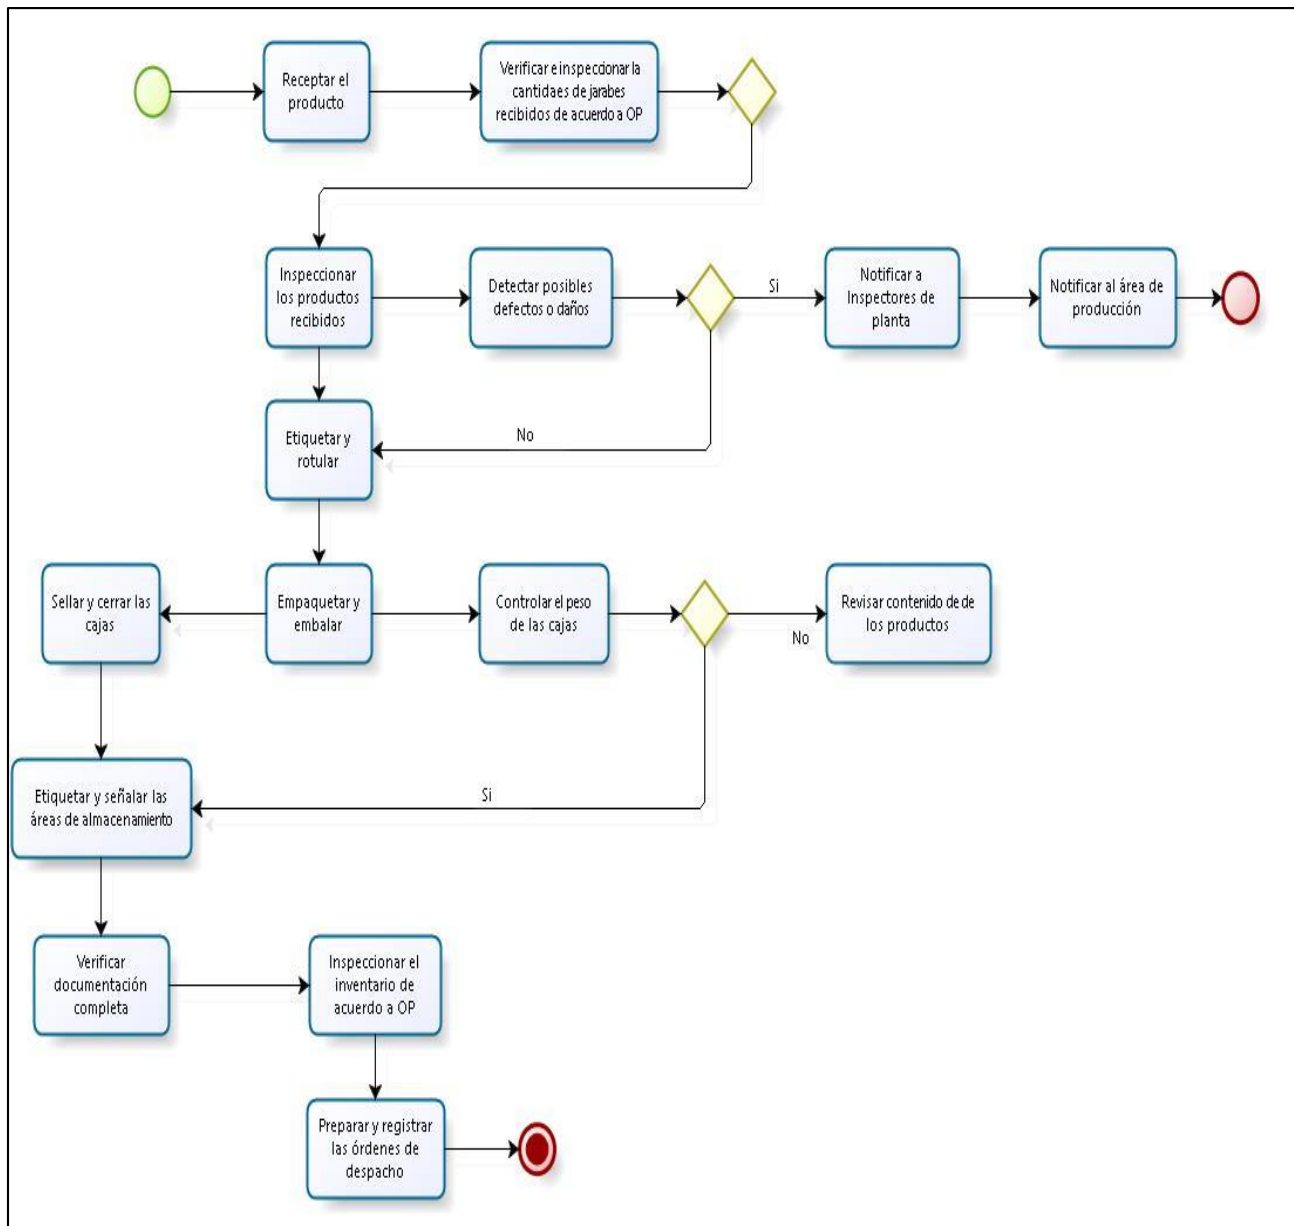 Receptar el
producto
Verificar e inspeccionar la
cantidaes de jarabes
recibidos de acuerdo a OP
Inspeccionar
los productos
recibidos
Detectar posibles
defectos o daños
Si
Notificar a
Inspectores de
planta
Notificar al área de
producción
No
Etiquetar y
rotular
Sellar y cerrar las
cajas
Empaquetar y
embalar
Controlar el peso
de las cajas
No
Revisar contenido de de
los productos
Si
Etiquetar y señalar las
áreas de almacenamiento
Verificar
documentación
completa
Inspeccionar el
inventario de
acuerdo a OP
Preparar y registrar
las órdenes de
despacho